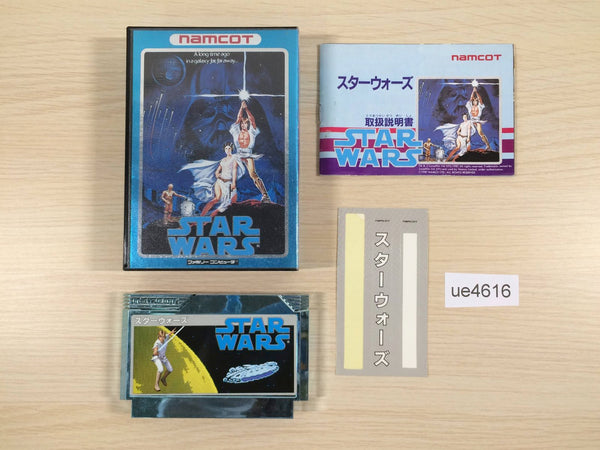 namcoT
A long time ago
in a galaxy far, far away...
STAR
WARS
ファミリー コンピュータ
namcoT
スターウォーズ
取扱説明書
STAR
WARS
スターウォーズ
STAR
WARS
namcoT
namcoT
スターウォーズ
ue4616